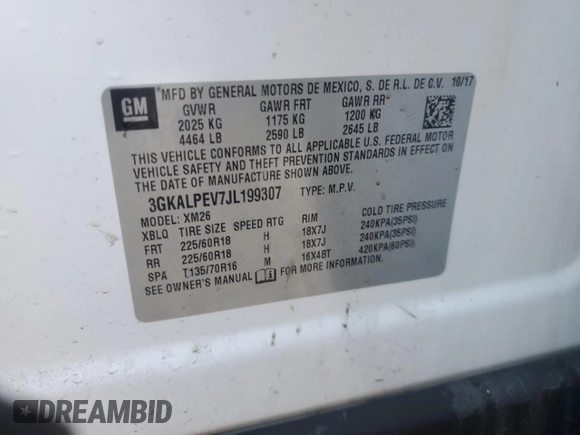 GM
*MFD BY GENERAL MOTORS DE MEXICO, S. DE R.L. DE C.V. 10/17
GVWR GAWR FRT GAWR RR*
2025 KG 1175 KG 1200 KG
4464 LB 2590 LB 2645 LB
THIS VEHICLE CONFORMS TO ALL APPLICABLE U.S. FEDERAL MOTOR
VEHICLE SAFETY AND THEFT PREVENTION STANDARDS IN EFFECT ON
THE DATE OF MANUFACTURE SHOWN ABOVE.
3GKALPEV7JL199307 TYPE: M.P.V.
MODEL: XM26
XBLQ TIRE SIZE SPEED RTG RIM COLD TIRE PRESSURE
FRT 225/60R18 H 18X7J 240KPA(35PSI)
RR 225/60R18 H 18X7J 240KPA(35PSI)
SPA T135/70R16 M 16X4BT 420KPA(60PSI)
SEE OWNER'S MANUAL FOR MORE INFORMATION.
DREAMBID